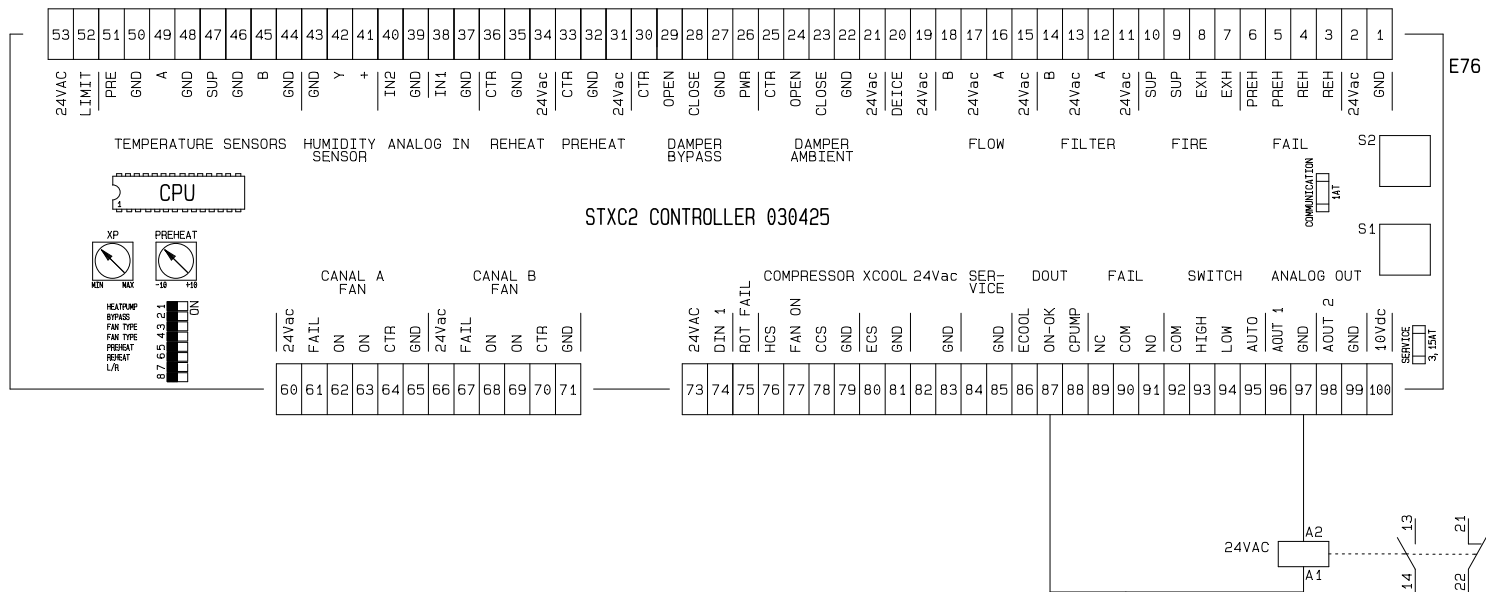 53 52 51 50 49 48 47 46 45 44 43 42 41 40 39 38 37 36 35 34 33 32 31 30 29 28 27 26 25 24 23 22 21 20 19 18 17 16 15 14 13 12 11 10 9 8 7 6 5 4 3 2 1
E76
24VAC LIMIT PRE GND A GND SUP GND B GND GND Y + IN2 GND IN1 GND CTR GND 24Vac CTR GND 24Vac CTR OPEN CLOSE GND PWR CTR OPEN CLOSE GND 24Vac DEICE 24Vac B 24Vac A 24Vac B 24Vac A 24Vac SUP SUP EXH EXH PREH PREH REH REH 24Vac GND
TEMPERATURE SENSORS HUMIDITY SENSOR ANALOG IN REHEAT PREHEAT DAMPER BYPASS DAMPER AMBIENT FLOW FILTER FIRE FAIL
S2
COMMUNICATION
1AT
CPU
1
STXC2 CONTROLLER 030425
S1
XP
MIN MAX
PREHEAT
-10 +10
HEATPUMP 1
BYPASS 2
FAN TYPE 3
FAN TYPE 4
PREHEAT 5
REHEAT 6
L/R 7
8
ON
CANAL A FAN
CANAL B FAN
COMPRESSOR XCOOL 24Vac SER-VICE DOUT FAIL SWITCH ANALOG OUT
24Vac FAIL ON ON CTR GND 24Vac FAIL ON ON CTR GND
24VAC DIN 1 ROT FAIL HCS FAN ON CCS GND ECS GND GND GND ECOOL ON-OK CPUMP NC COM NO COM HIGH LOW AUTO AOUT 1 GND AOUT 2 GND 10Vdc
SERVICE
3,15AT
60 61 62 63 64 65 66 67 68 69 70 71
73 74 75 76 77 78 79 80 81 82 83 84 85 86 87 88 89 90 91 92 93 94 95 96 97 98 99 100
24VAC
A2
A1
13
14
21
22